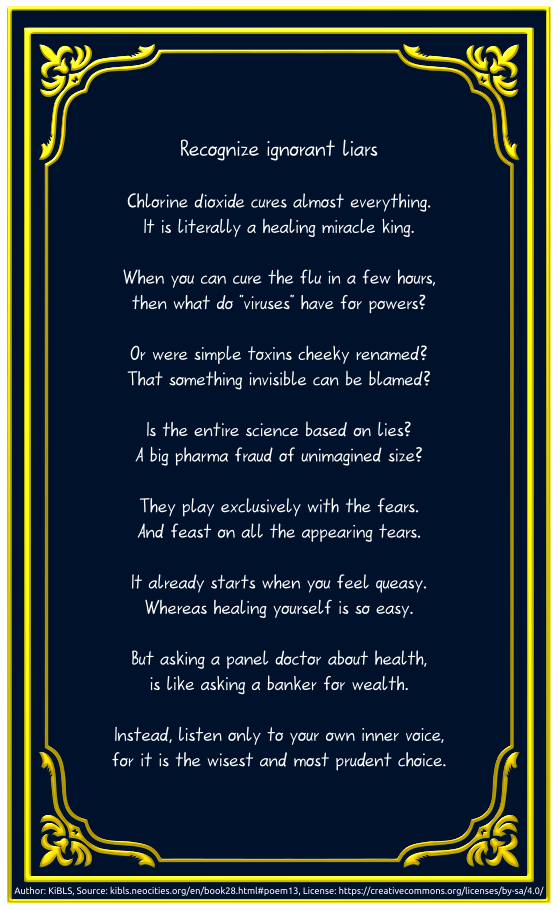 Recognize ignorant liars
Chlorine dioxide cures almost everything.
It is literally a healing miracle king.
When you can cure the flu in a few hours,
then what do "viruses" have for powers?
Or were simple toxins cheeky renamed?
That something invisible can be blamed?
Is the entire science based on lies?
A big pharma fraud of unimagined size?
They play exclusively with the fears.
And feast on all the appearing tears.
It already starts when you feel queasy.
Whereas healing yourself is so easy.
But asking a panel doctor about health,
is like asking a banker for wealth.
Instead, listen only to your own inner voice,
for it is the wisest and most prudent choice.
Author: KiBLS, Source: kibls.neocities.org/en/book28.html#poem13, License: https://creativecommons.org/licenses/by-sa/4.0/